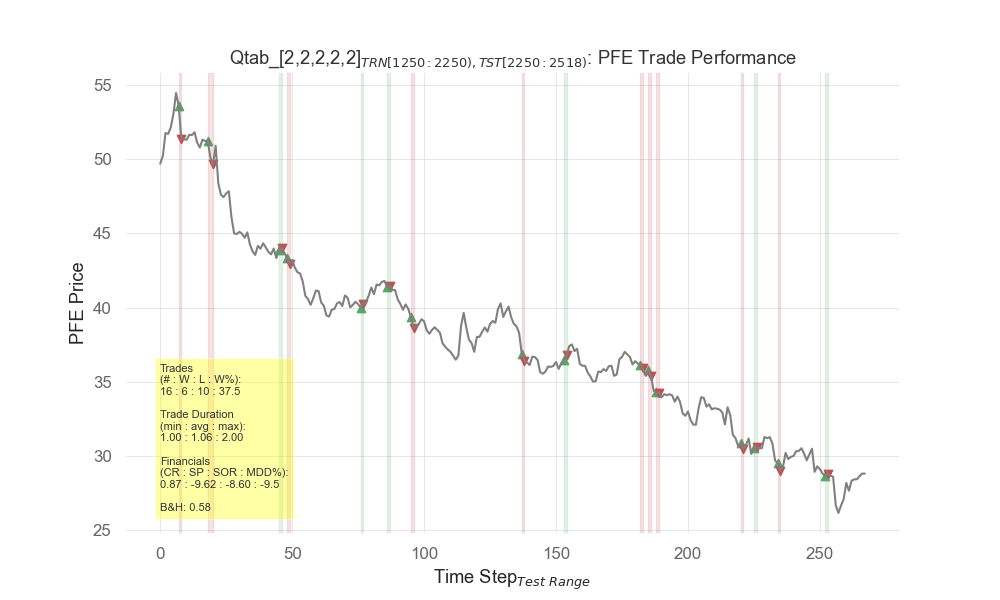 Qtab_[2,2,2,2,2]TRN[1250:2250),TST[2250:2518): PFE Trade Performance
55
50
45
40
35
30
25
PFE Price
Trades
(# : W : L : W%):
16 : 6 : 10 : 37.5
Trade Duration
(min : avg : max):
1.00 : 1.06 : 2.00
Financials
(CR : SP : SOR : MDD%):
0.87 : -9.62 : -8.60 : -9.5
B&H: 0.58
0 50 100 150 200 250
Time StepTest Range